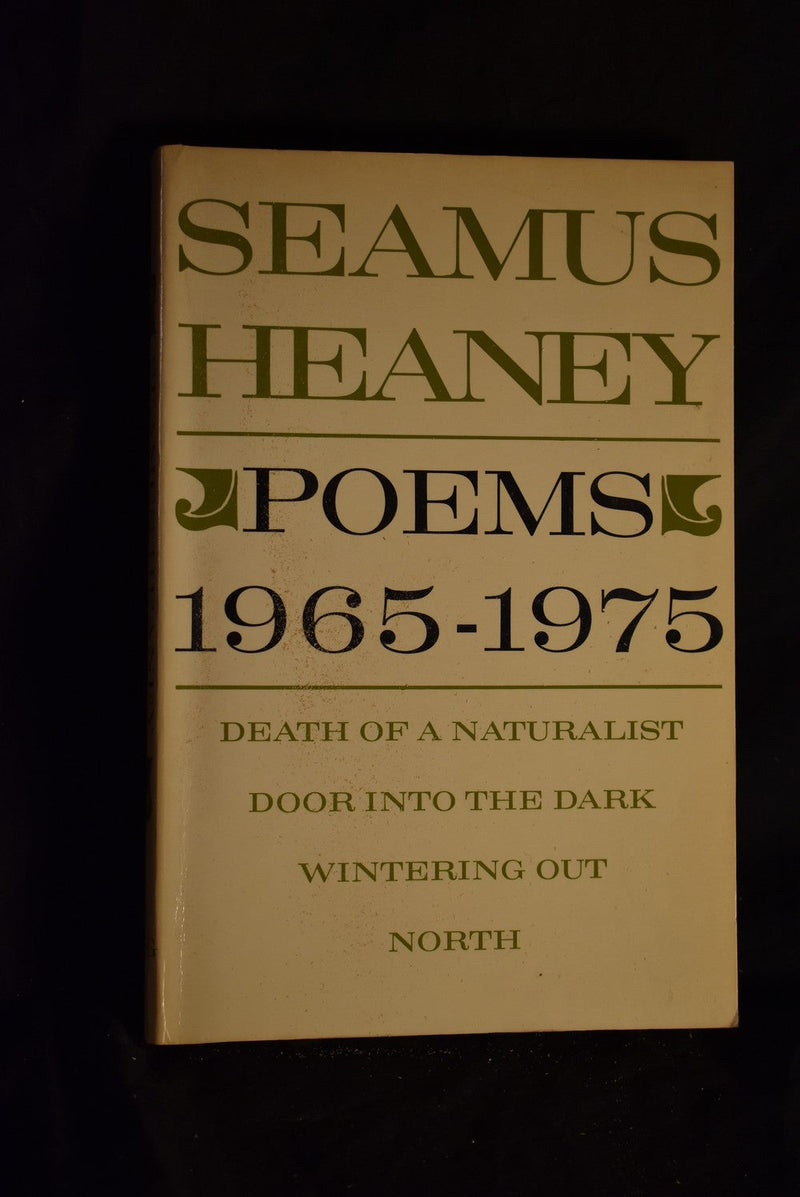 SEAMUS
HEANEY
POEMS
1965-1975
DEATH OF A NATURALIST
DOOR INTO THE DARK
WINTERING OUT
NORTH